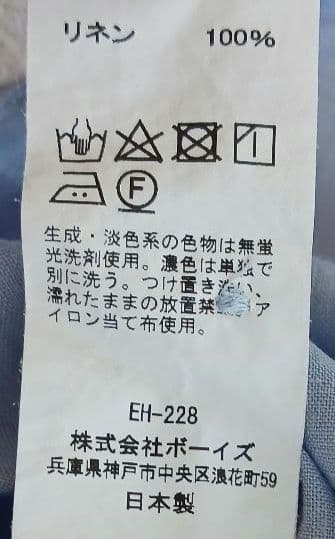 リネン 100%
F
生成・淡色系の色物は無蛍
光洗剤使用。濃色は単独で
別に洗う。つけ置き洗い、
濡れたままの放置禁 ア
イロン当て布使用。
EH-228
株式会社ボーイズ
兵庫県神戸市中央区浪花町59
日本製